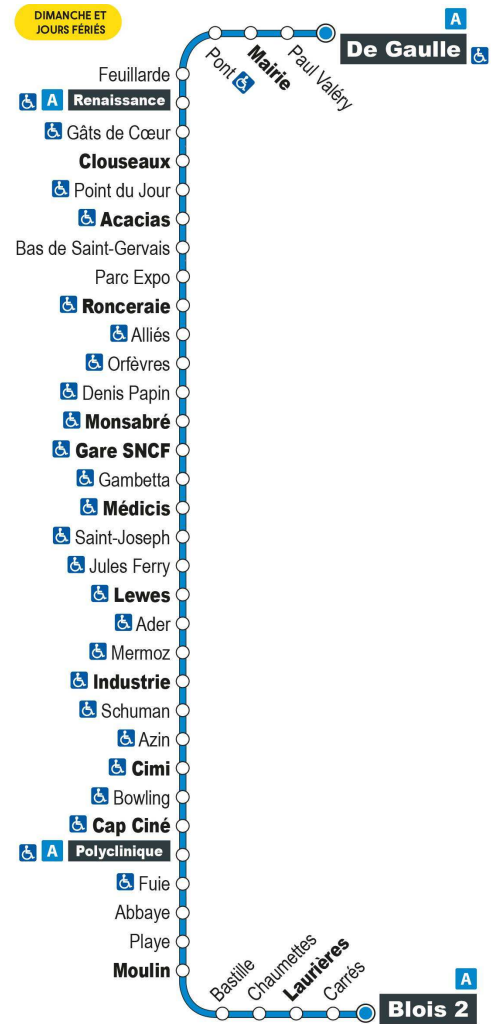 DIMANCHE ET
JOURS FÉRIÉS
A
De Gaulle
Paul Valéry
Mairie
Pont
Feuillarde
A Renaissance
Gâts de Cœur
Clouseaux
Point du Jour
Acacias
Bas de Saint-Gervais
Parc Expo
Ronceraie
Alliés
Orfèvres
Denis Papin
Monsabré
Gare SNCF
Gambetta
Médicis
Saint-Joseph
Jules Ferry
Lewes
Ader
Mermoz
Industrie
Schuman
Azin
Cimi
Bowling
Cap Ciné
A Polyclinique
Fuie
Abbaye
Playe
Moulin
Bastille
Chaumettes
Laurières
Carrés
A
Blois 2